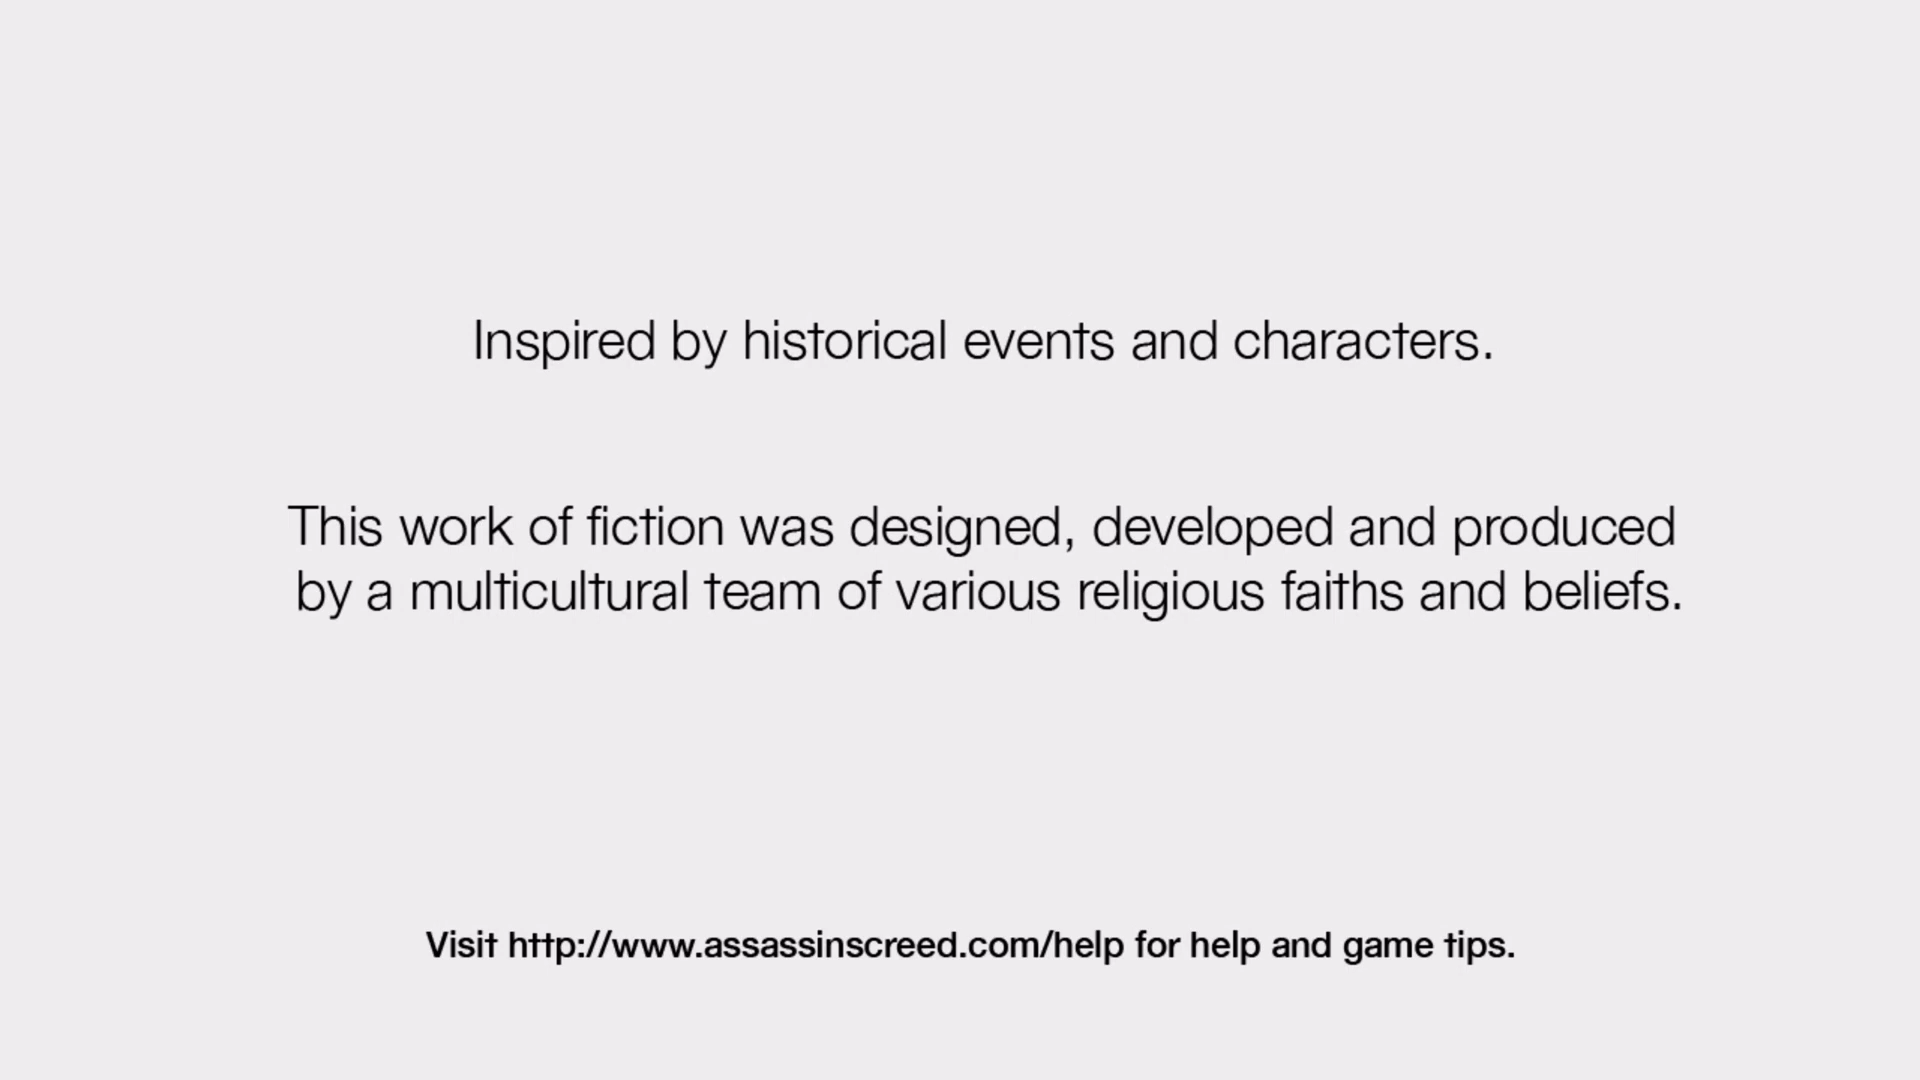 Inspired by historical events and characters.
This work of fiction was designed, developed and produced
by a multicultural team of various religious faiths and beliefs.
Visit http://www.assassinscreed.com/help for help and game tips.